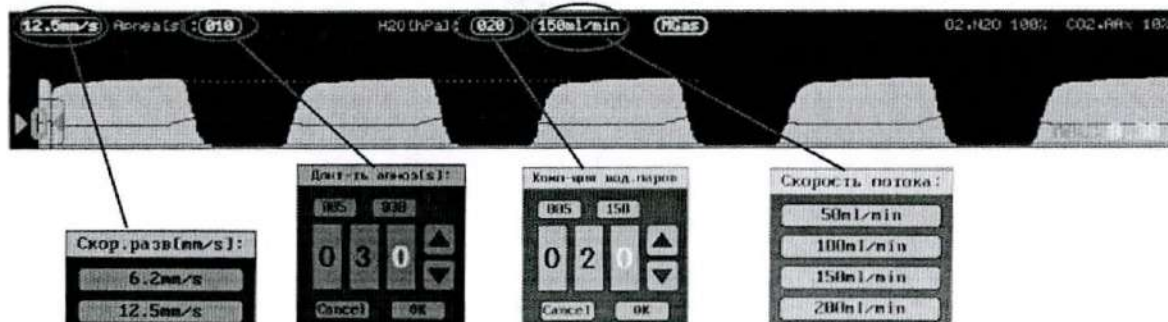 12.5mm/s Apnea[s]:010 H2O[hPa]: 020 150ml/min MGas O2+N2O 100% CO2+AAx 10%
Длит-ть апноэ[s]:
005 030
0 3 0
Cancel OK
Комп-ция вод.паров
005 150
0 2 0
Cancel OK
Скорость потока:
50ml/min
100ml/min
150ml/min
200ml/min
Скор.разв[mm/s]:
6.2mm/s
12.5mm/s